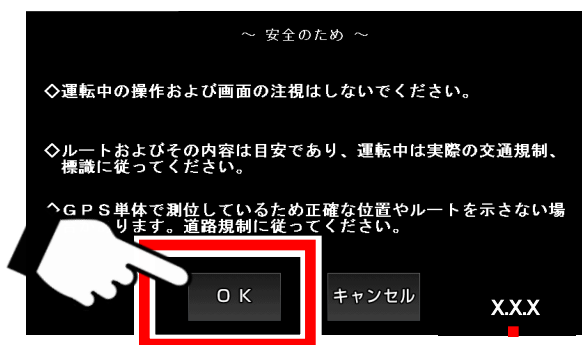 ～ 安全のため ～
◇運転中の操作および画面の注視はしないでください。
◇ルートおよびその内容は目安であり、運転中は実際の交通規制、
標識に従ってください。
◇ＧＰＳ単体で測位しているため正確な位置やルートを示さない場
ります。道路規制に従ってください。
ＯＫ
キャンセル
X.X.X